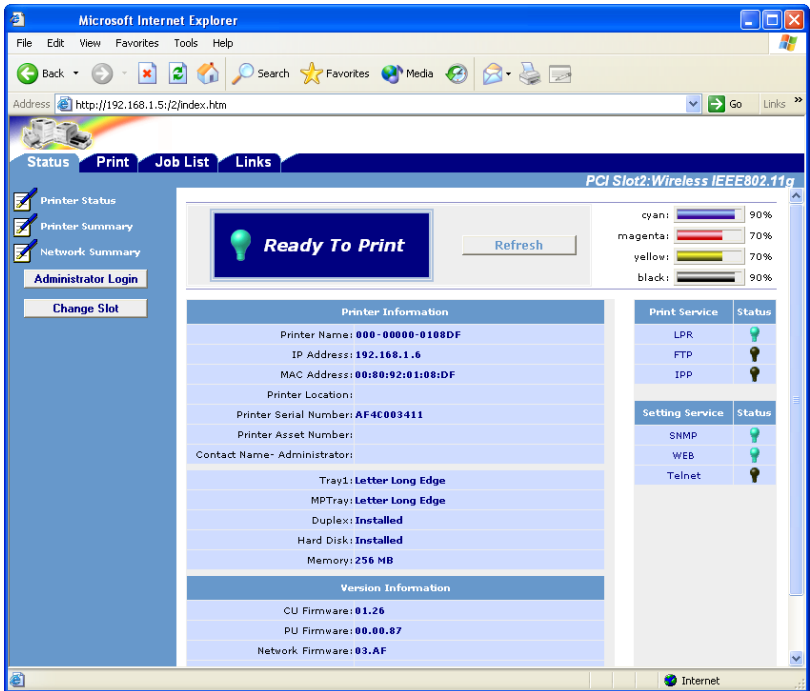 Microsoft Internet Explorer
File Edit View Favorites Tools Help
Back Search Favorites Media
Address http://192.168.1.5:/2/index.htm Go Links »
Status Print Job List Links
PCI Slot2:Wireless IEEE802.11g
Printer Status
Printer Summary
Network Summary
Administrator Login
Change Slot
Ready To Print
Refresh
cyan: 90%
magenta: 70%
yellow: 70%
black: 90%
Printer Information
Printer Name: 000-00000-0108DF
IP Address: 192.168.1.6
MAC Address: 00:80:92:01:08:DF
Printer Location:
Printer Serial Number: AF4C003411
Printer Asset Number:
Contact Name- Administrator:
Tray1: Letter Long Edge
MPTray: Letter Long Edge
Duplex: Installed
Hard Disk: Installed
Memory: 256 MB
Version Information
CU Firmware: 01.26
PU Firmware: 00.00.87
Network Firmware: 03.AF
Print Service Status
LPR
FTP
IPP
Setting Service Status
SNMP
WEB
Telnet
Internet